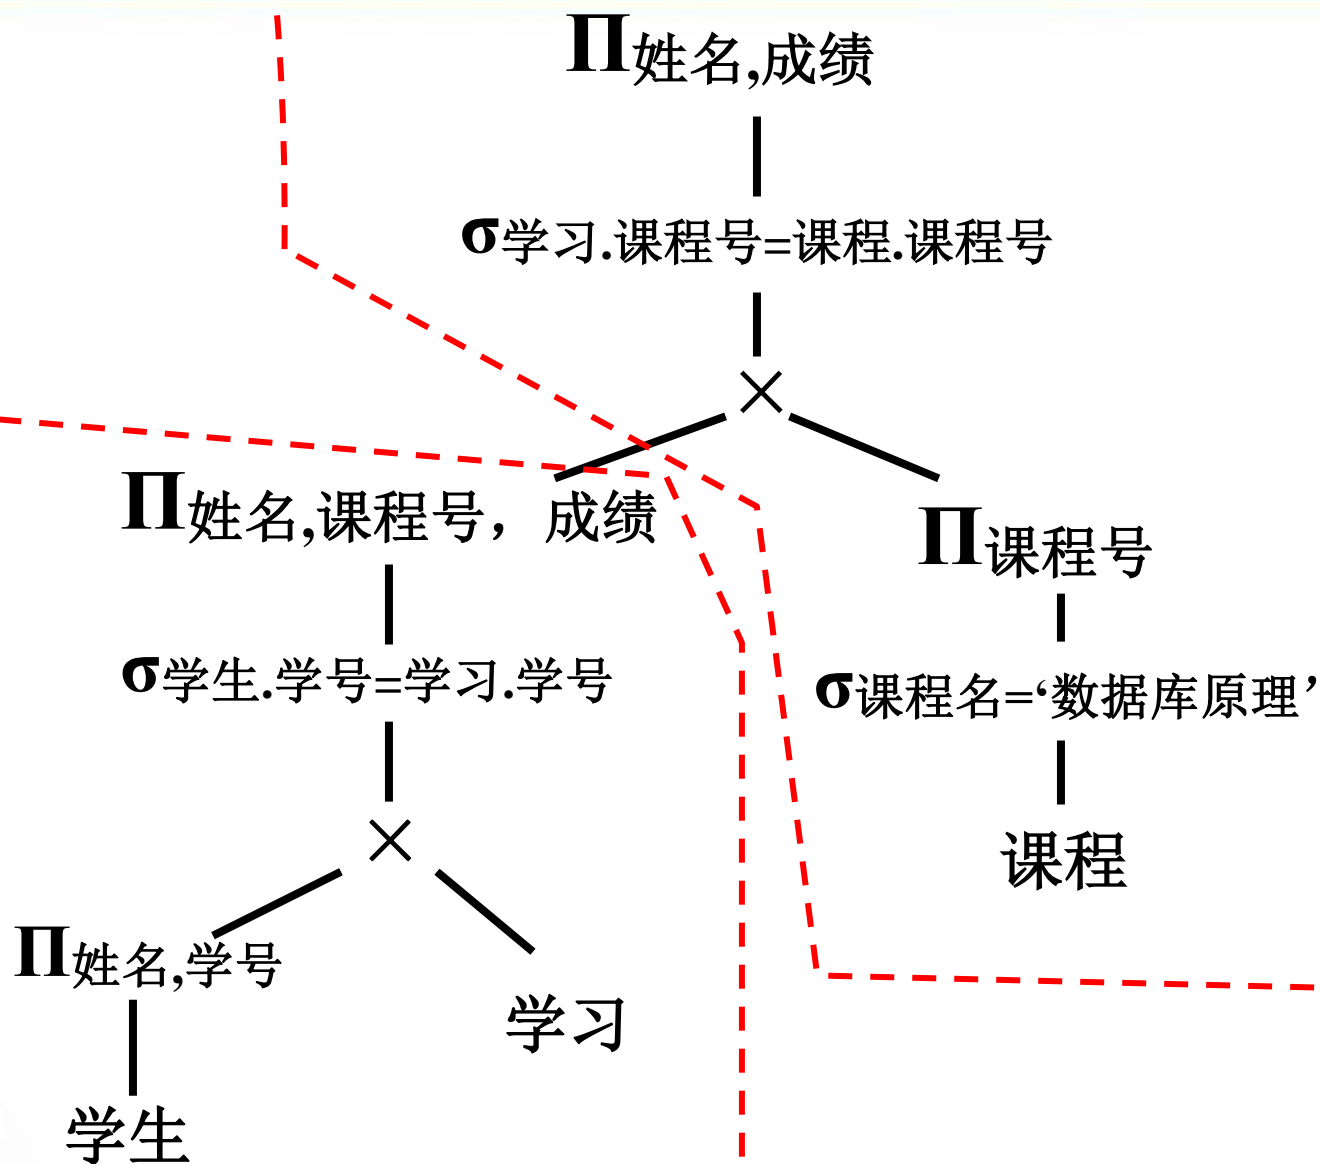 Π姓名,成绩
σ学习.课程号=课程.课程号
×
Π姓名,课程号，成绩
Π课程号
σ学生.学号=学习.学号
σ课程名=‘数据库原理’
×
课程
Π姓名,学号
学习
学生